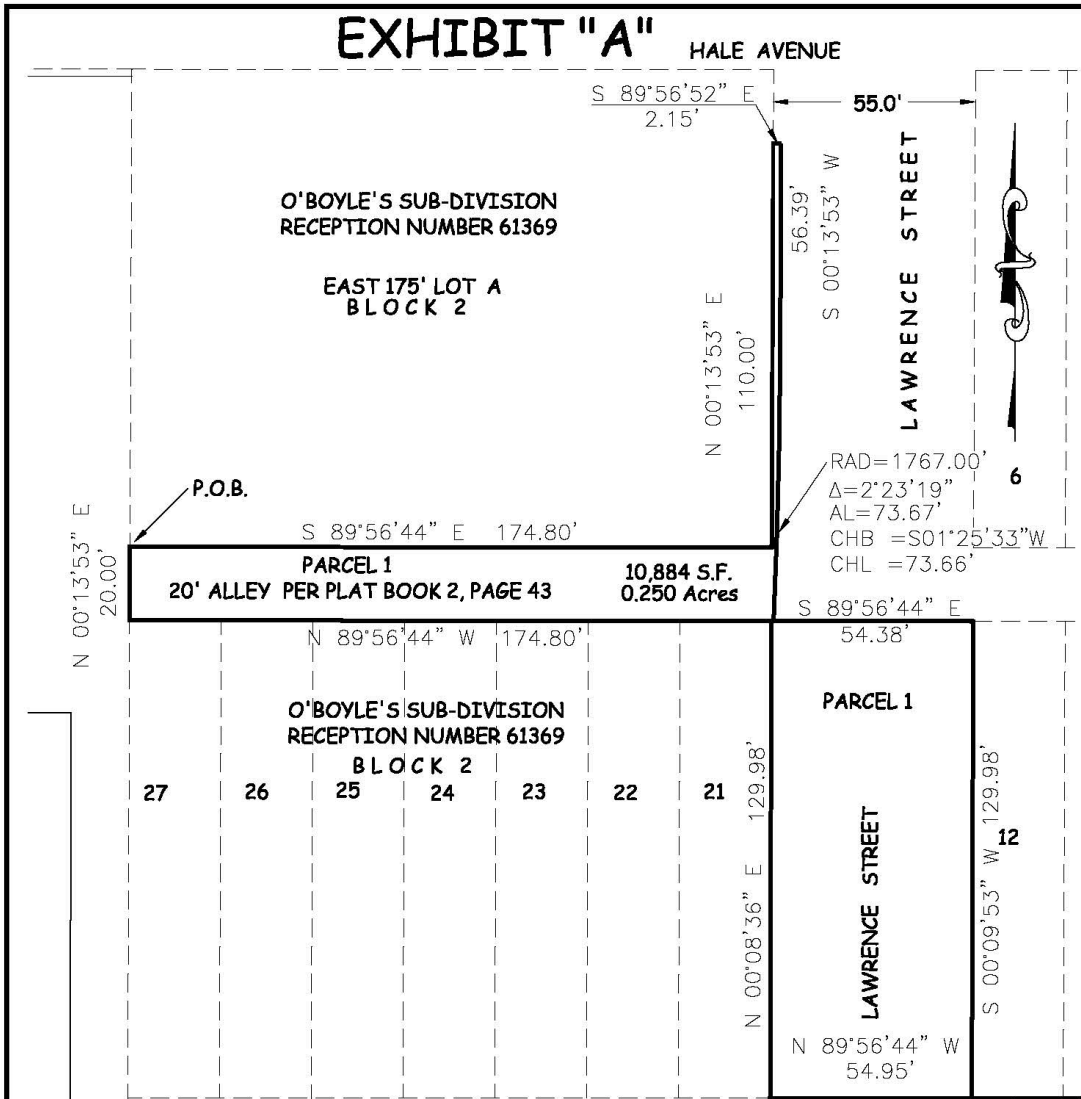 EXHIBIT "A"
HALE AVENUE
S 89°56'52" E
2.15'
55.0'
LAWRENCE STREET
56.39'
S 00°13'53" W
O'BOYLE'S SUB-DIVISION
RECEPTION NUMBER 61369
EAST 175' LOT A
BLOCK 2
N 00°13'53" E
110.00'
RAD=1767.00'
Δ=2°23'19"
AL=73.67'
CHB =S01°25'33"W
CHL =73.66'
6
P.O.B.
S 89°56'44" E 174.80'
N 00°13'53" E
20.00'
PARCEL 1
20' ALLEY PER PLAT BOOK 2, PAGE 43
10,884 S.F.
0.250 Acres
S 89°56'44" E
54.38'
N 89°56'44" W 174.80'
O'BOYLE'S SUB-DIVISION
RECEPTION NUMBER 61369
BLOCK 2
27 26 25 24 23 22 21
N 00°08'36" E 129.98'
PARCEL 1
LAWRENCE STREET
S 00°09'53" W 129.98'
12
N 89°56'44" W
54.95'